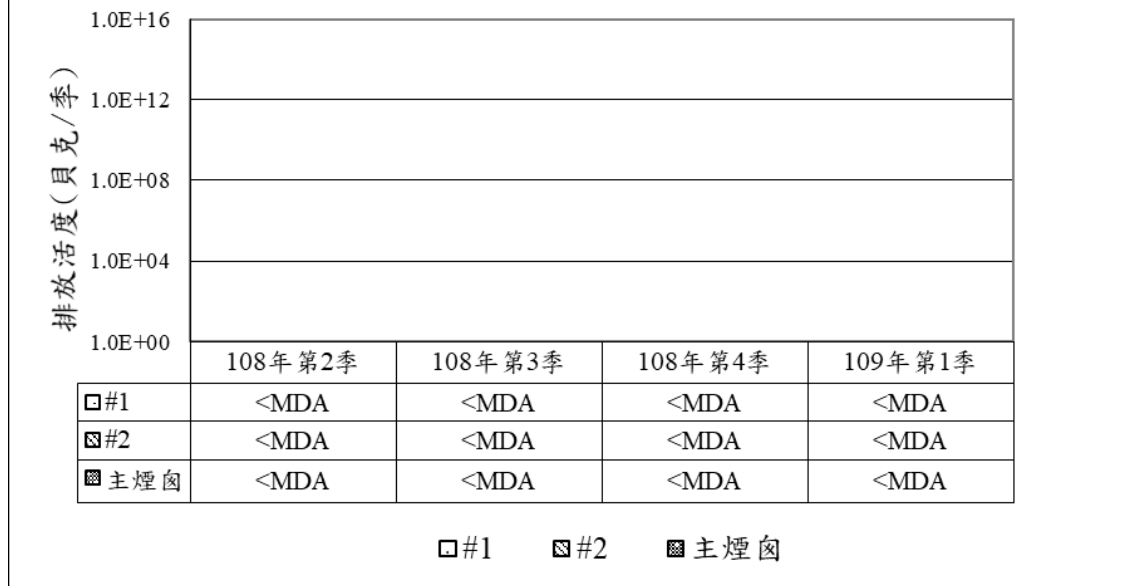 1.0E+16
1.0E+12
1.0E+08
1.0E+04
1.0E+00
排放活度(貝克/季)
108年第2季 108年第3季 108年第4季 109年第1季
#1 <MDA <MDA <MDA <MDA
#2 <MDA <MDA <MDA <MDA
主煙囪 <MDA <MDA <MDA <MDA
#1 #2 主煙囪